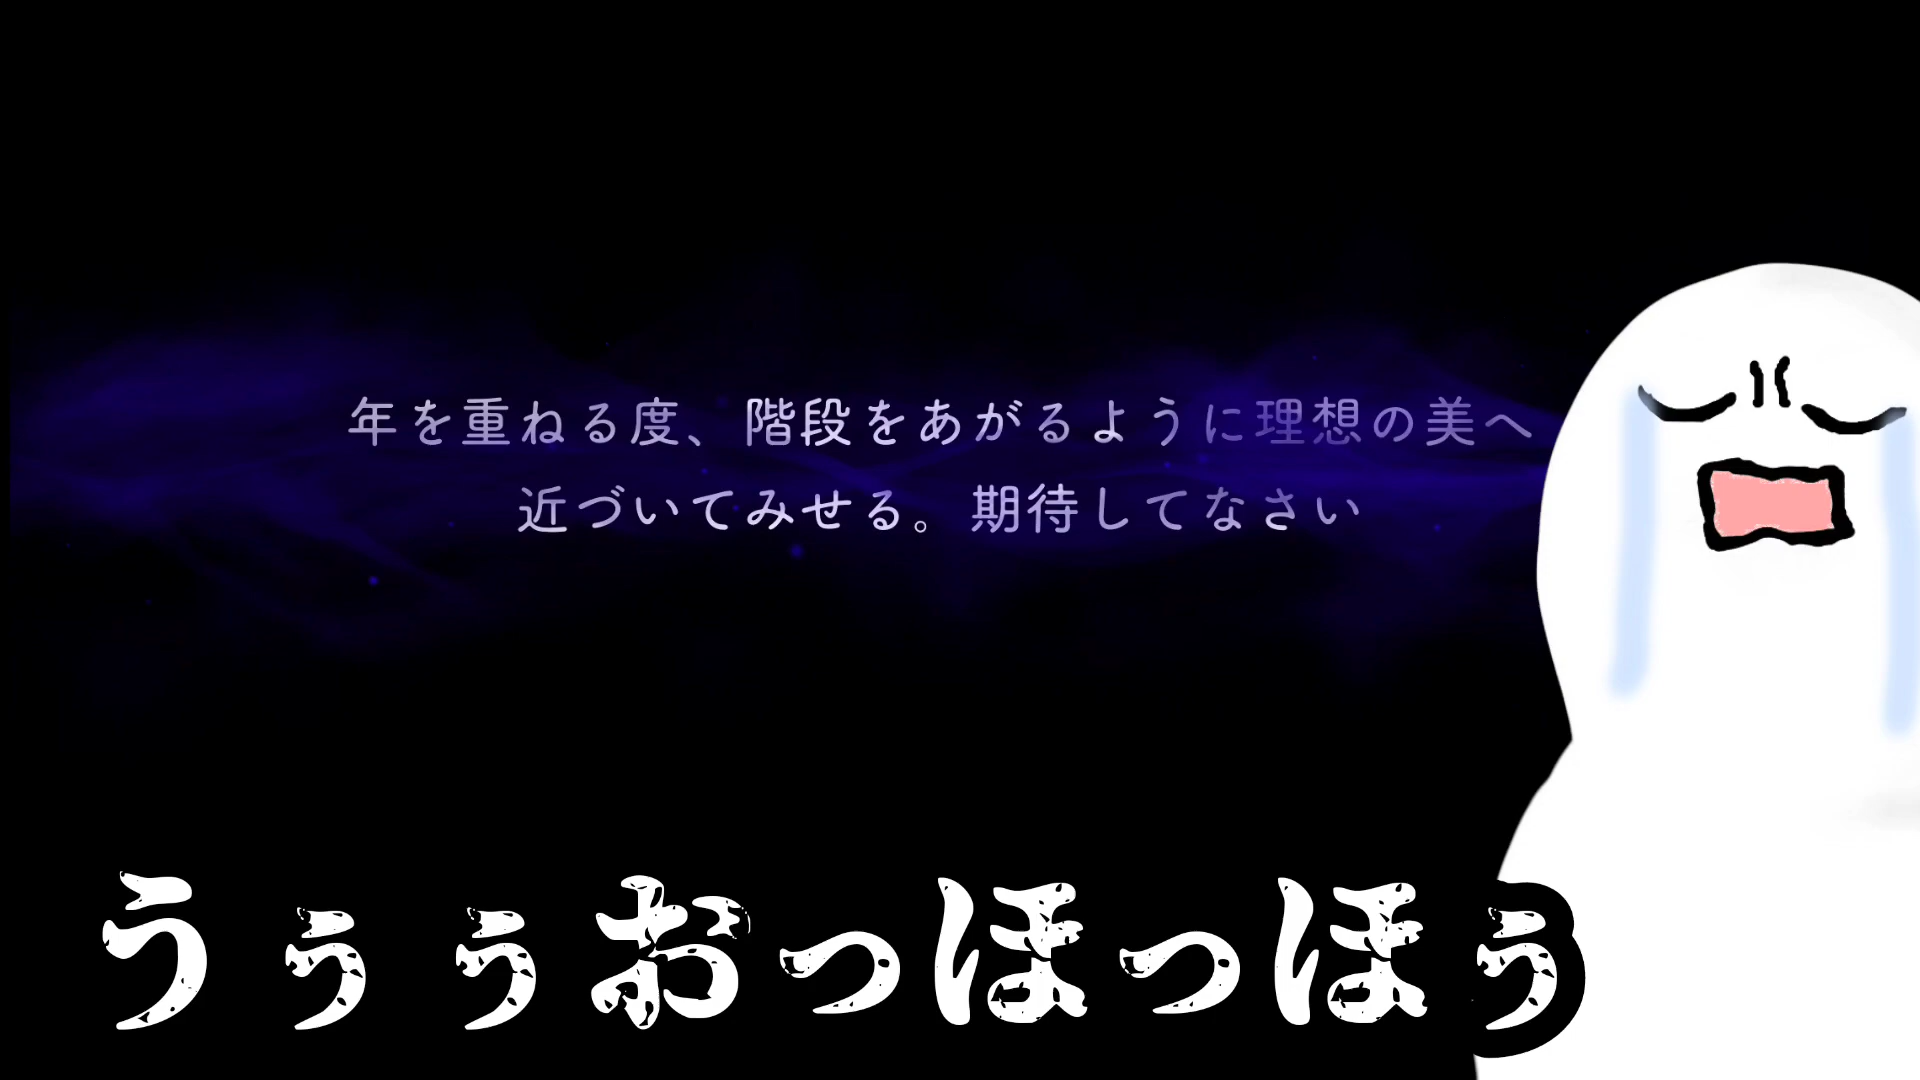 年を重ねる度、階段をあがるように理想の美へ
近づいてみせる。期待してなさい
うぅぅおっほっほぅ